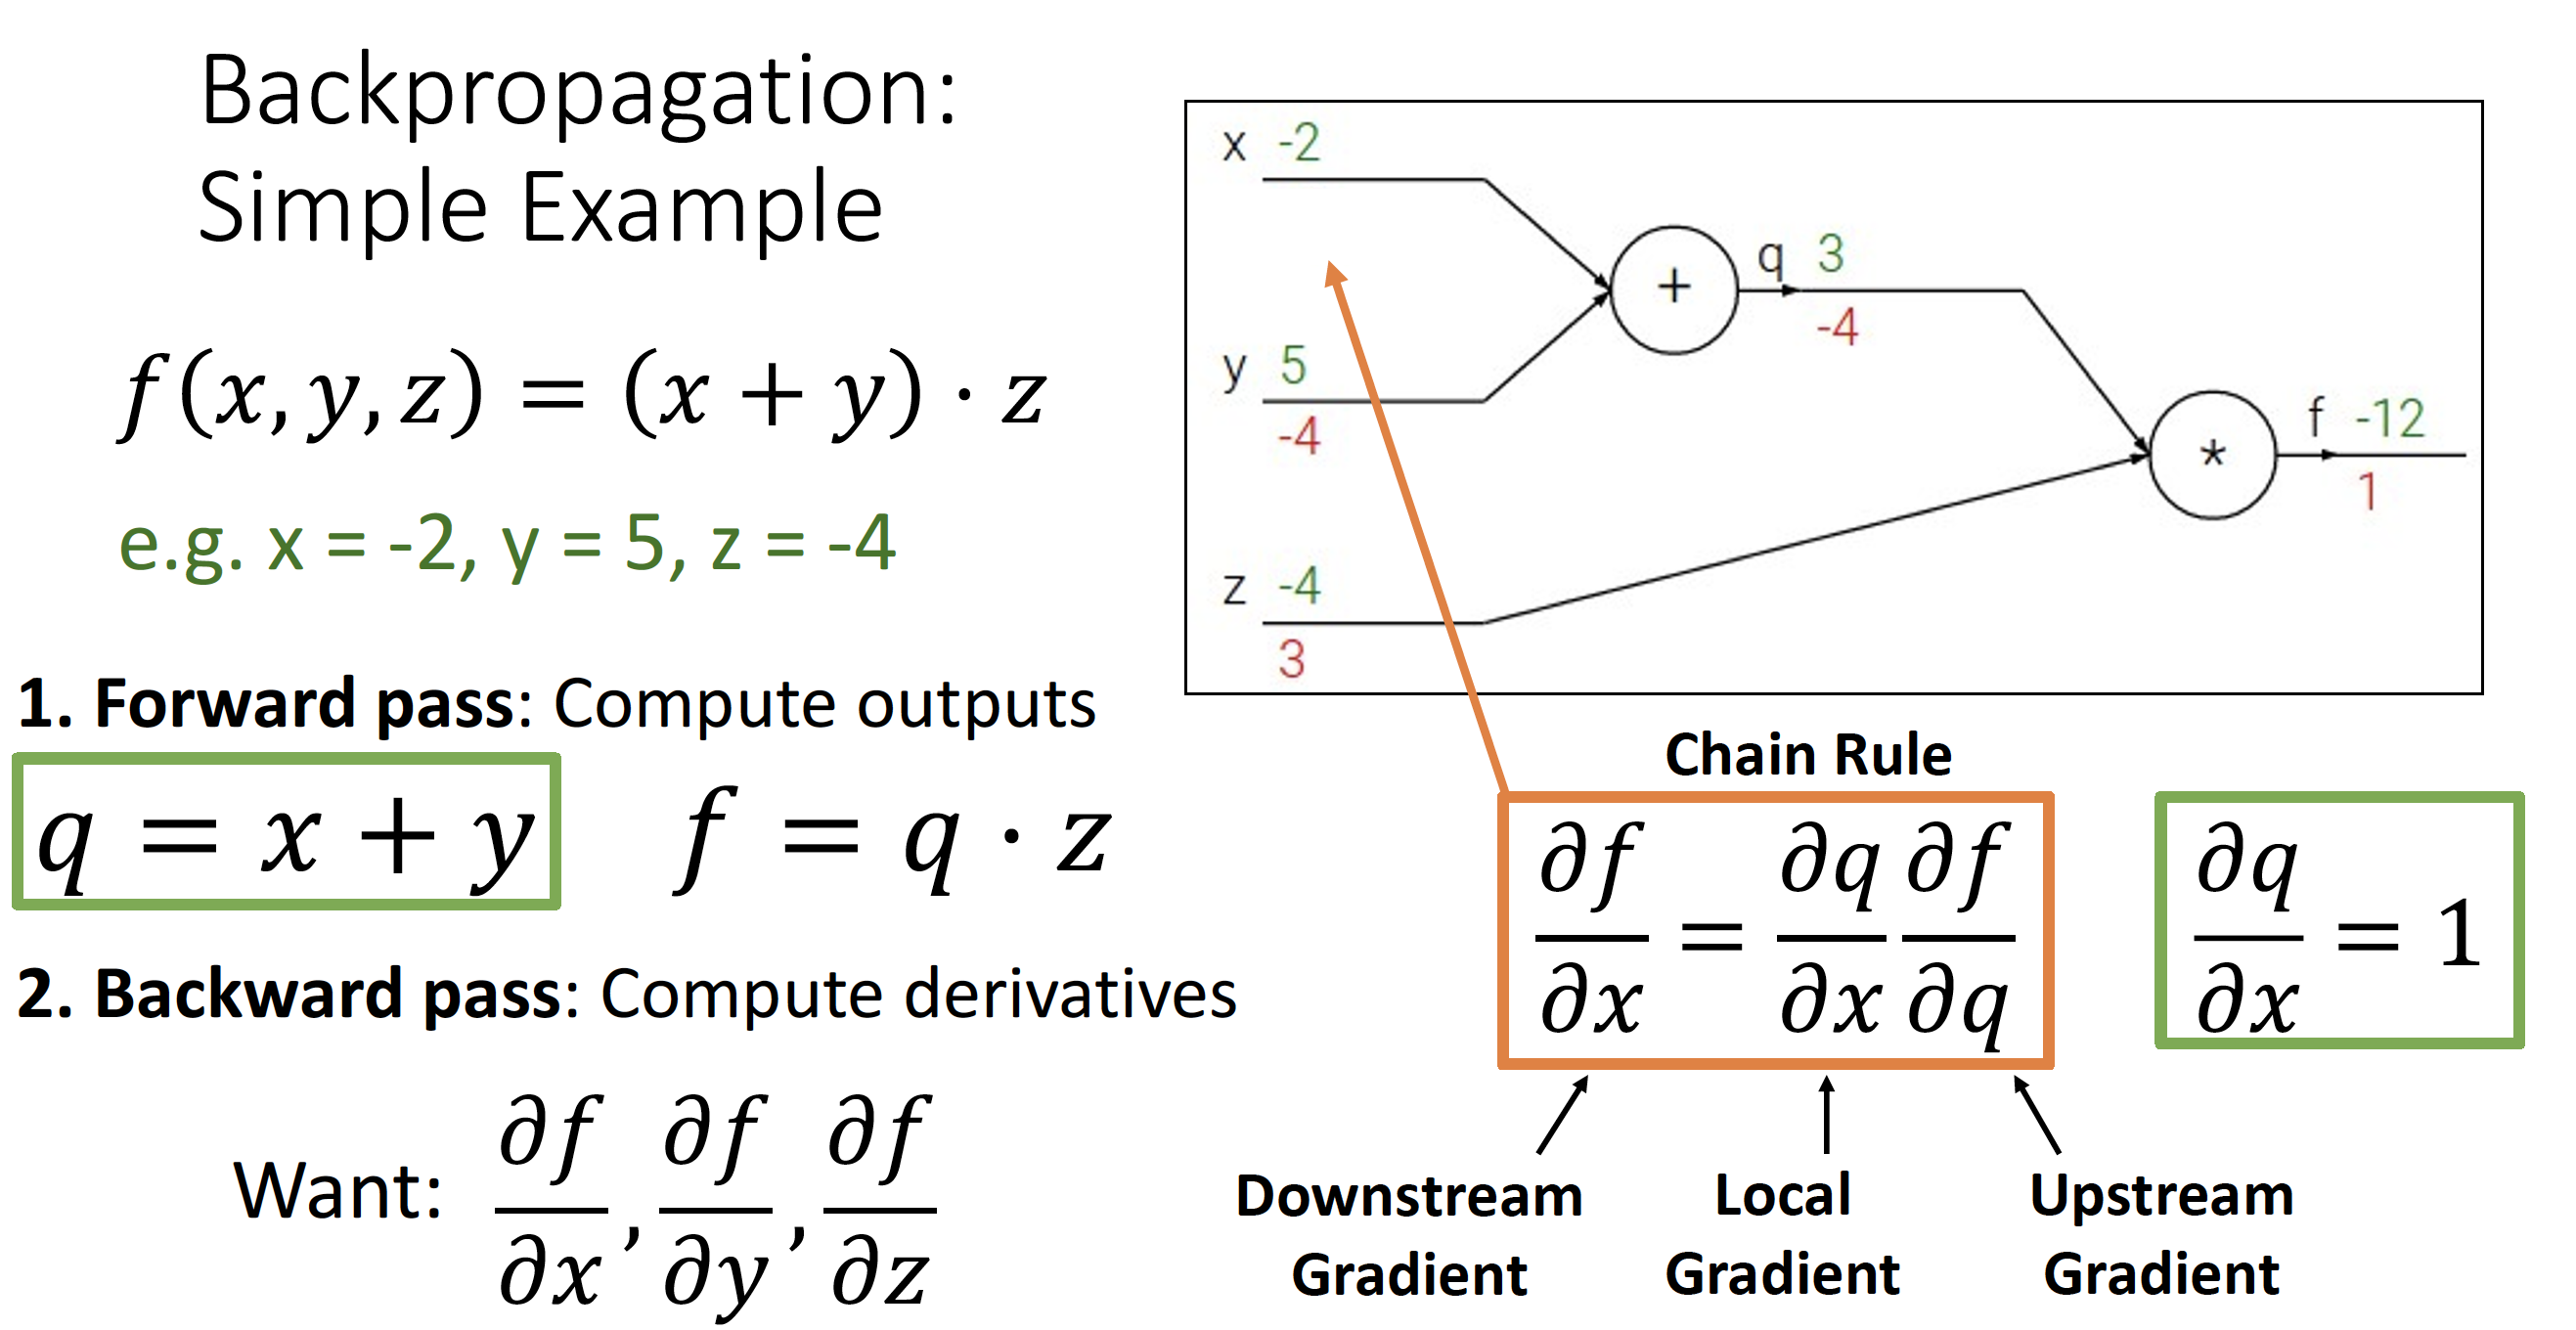 Backpropagation:
Simple Example
f(x, y, z) = (x + y) · z
e.g. x = -2, y = 5, z = -4
1. Forward pass: Compute outputs
q = x + y    f = q · z
2. Backward pass: Compute derivatives
Want: ∂f/∂x, ∂f/∂y, ∂f/∂z
x -2
+
q 3
-4
y 5
-4
*
f -12
1
z -4
3
Chain Rule
∂f/∂x = ∂q/∂x ∂f/∂q
∂q/∂x = 1
Downstream
Gradient
Local
Gradient
Upstream
Gradient